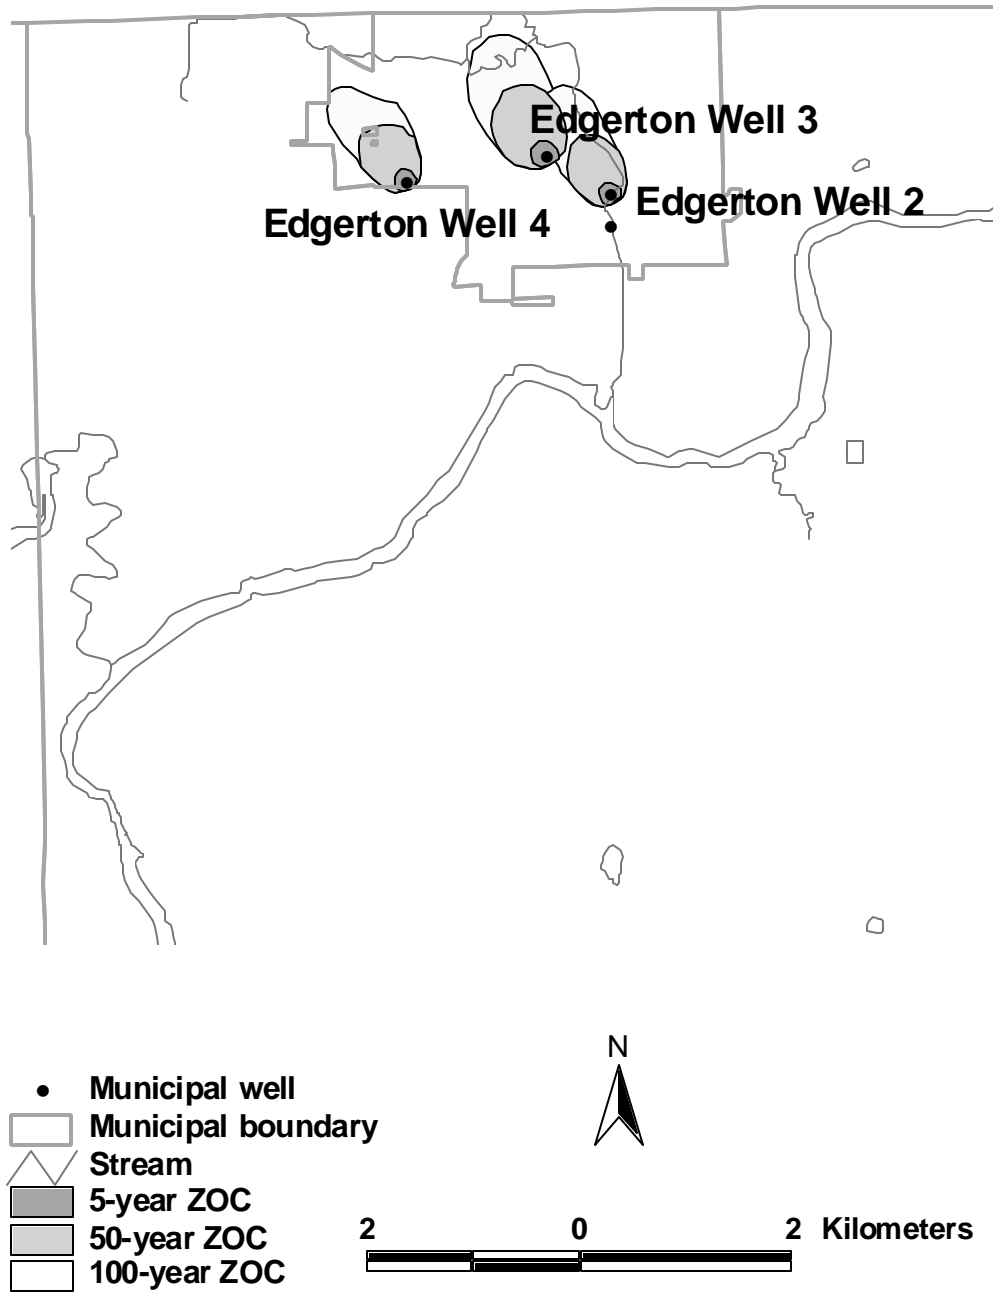 Edgerton Well 3
Edgerton Well 2
Edgerton Well 4
N
Municipal well
Municipal boundary
Stream
5-year ZOC
50-year ZOC
100-year ZOC
2 0 2 Kilometers